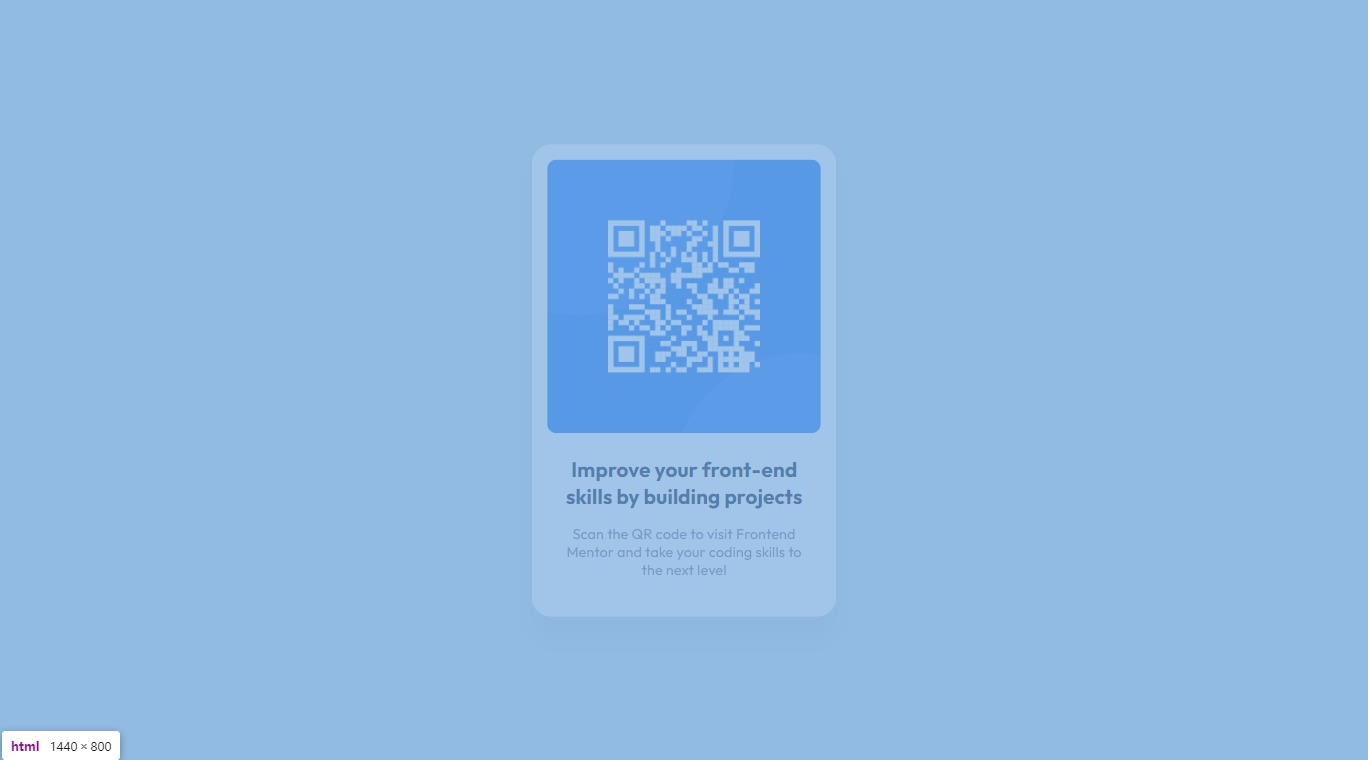 Improve your front-end
skills by building projects
Scan the QR code to visit Frontend
Mentor and take your coding skills to
the next level
html 1440 × 800